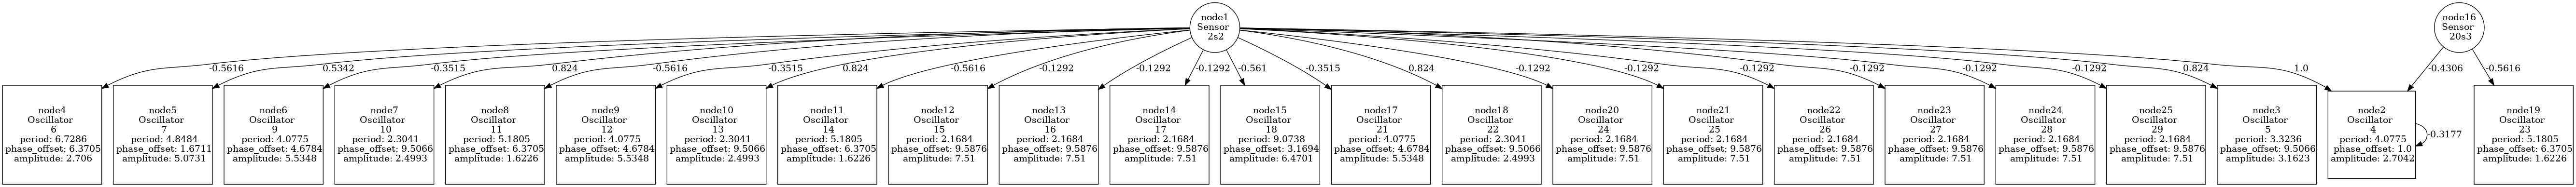 node1
Sensor
2s2
node16
Sensor
20s3
-0.5616
0.5342
-0.3515
0.824
-0.5616
-0.3515
0.824
-0.5616
-0.1292
-0.1292
-0.1292
-0.561
-0.3515
0.824
-0.1292
-0.1292
-0.1292
-0.1292
-0.1292
-0.1292
0.824
1.0
-0.4306
-0.5616
node4
Oscillator
6
period: 6.7286
phase_offset: 6.3705
amplitude: 2.706
node5
Oscillator
7
period: 4.8484
phase_offset: 1.6711
amplitude: 5.0731
node6
Oscillator
9
period: 4.0775
phase_offset: 4.6784
amplitude: 5.5348
node7
Oscillator
10
period: 2.3041
phase_offset: 9.5066
amplitude: 2.4993
node8
Oscillator
11
period: 5.1805
phase_offset: 6.3705
amplitude: 1.6226
node9
Oscillator
12
period: 4.0775
phase_offset: 4.6784
amplitude: 5.5348
node10
Oscillator
13
period: 2.3041
phase_offset: 9.5066
amplitude: 2.4993
node11
Oscillator
14
period: 5.1805
phase_offset: 6.3705
amplitude: 1.6226
node12
Oscillator
15
period: 2.1684
phase_offset: 9.5876
amplitude: 7.51
node13
Oscillator
16
period: 2.1684
phase_offset: 9.5876
amplitude: 7.51
node14
Oscillator
17
period: 2.1684
phase_offset: 9.5876
amplitude: 7.51
node15
Oscillator
18
period: 9.0738
phase_offset: 3.1694
amplitude: 6.4701
node17
Oscillator
21
period: 4.0775
phase_offset: 4.6784
amplitude: 5.5348
node18
Oscillator
22
period: 2.3041
phase_offset: 9.5066
amplitude: 2.4993
node20
Oscillator
24
period: 2.1684
phase_offset: 9.5876
amplitude: 7.51
node21
Oscillator
25
period: 2.1684
phase_offset: 9.5876
amplitude: 7.51
node22
Oscillator
26
period: 2.1684
phase_offset: 9.5876
amplitude: 7.51
node23
Oscillator
27
period: 2.1684
phase_offset: 9.5876
amplitude: 7.51
node24
Oscillator
28
period: 2.1684
phase_offset: 9.5876
amplitude: 7.51
node25
Oscillator
29
period: 2.1684
phase_offset: 9.5876
amplitude: 7.51
node3
Oscillator
5
period: 3.3236
phase_offset: 9.5066
amplitude: 3.1623
node2
Oscillator
4
period: 4.0775
phase_offset: 1.0
amplitude: 2.7042
-0.3177
node19
Oscillator
23
period: 5.1805
phase_offset: 6.3705
amplitude: 1.6226